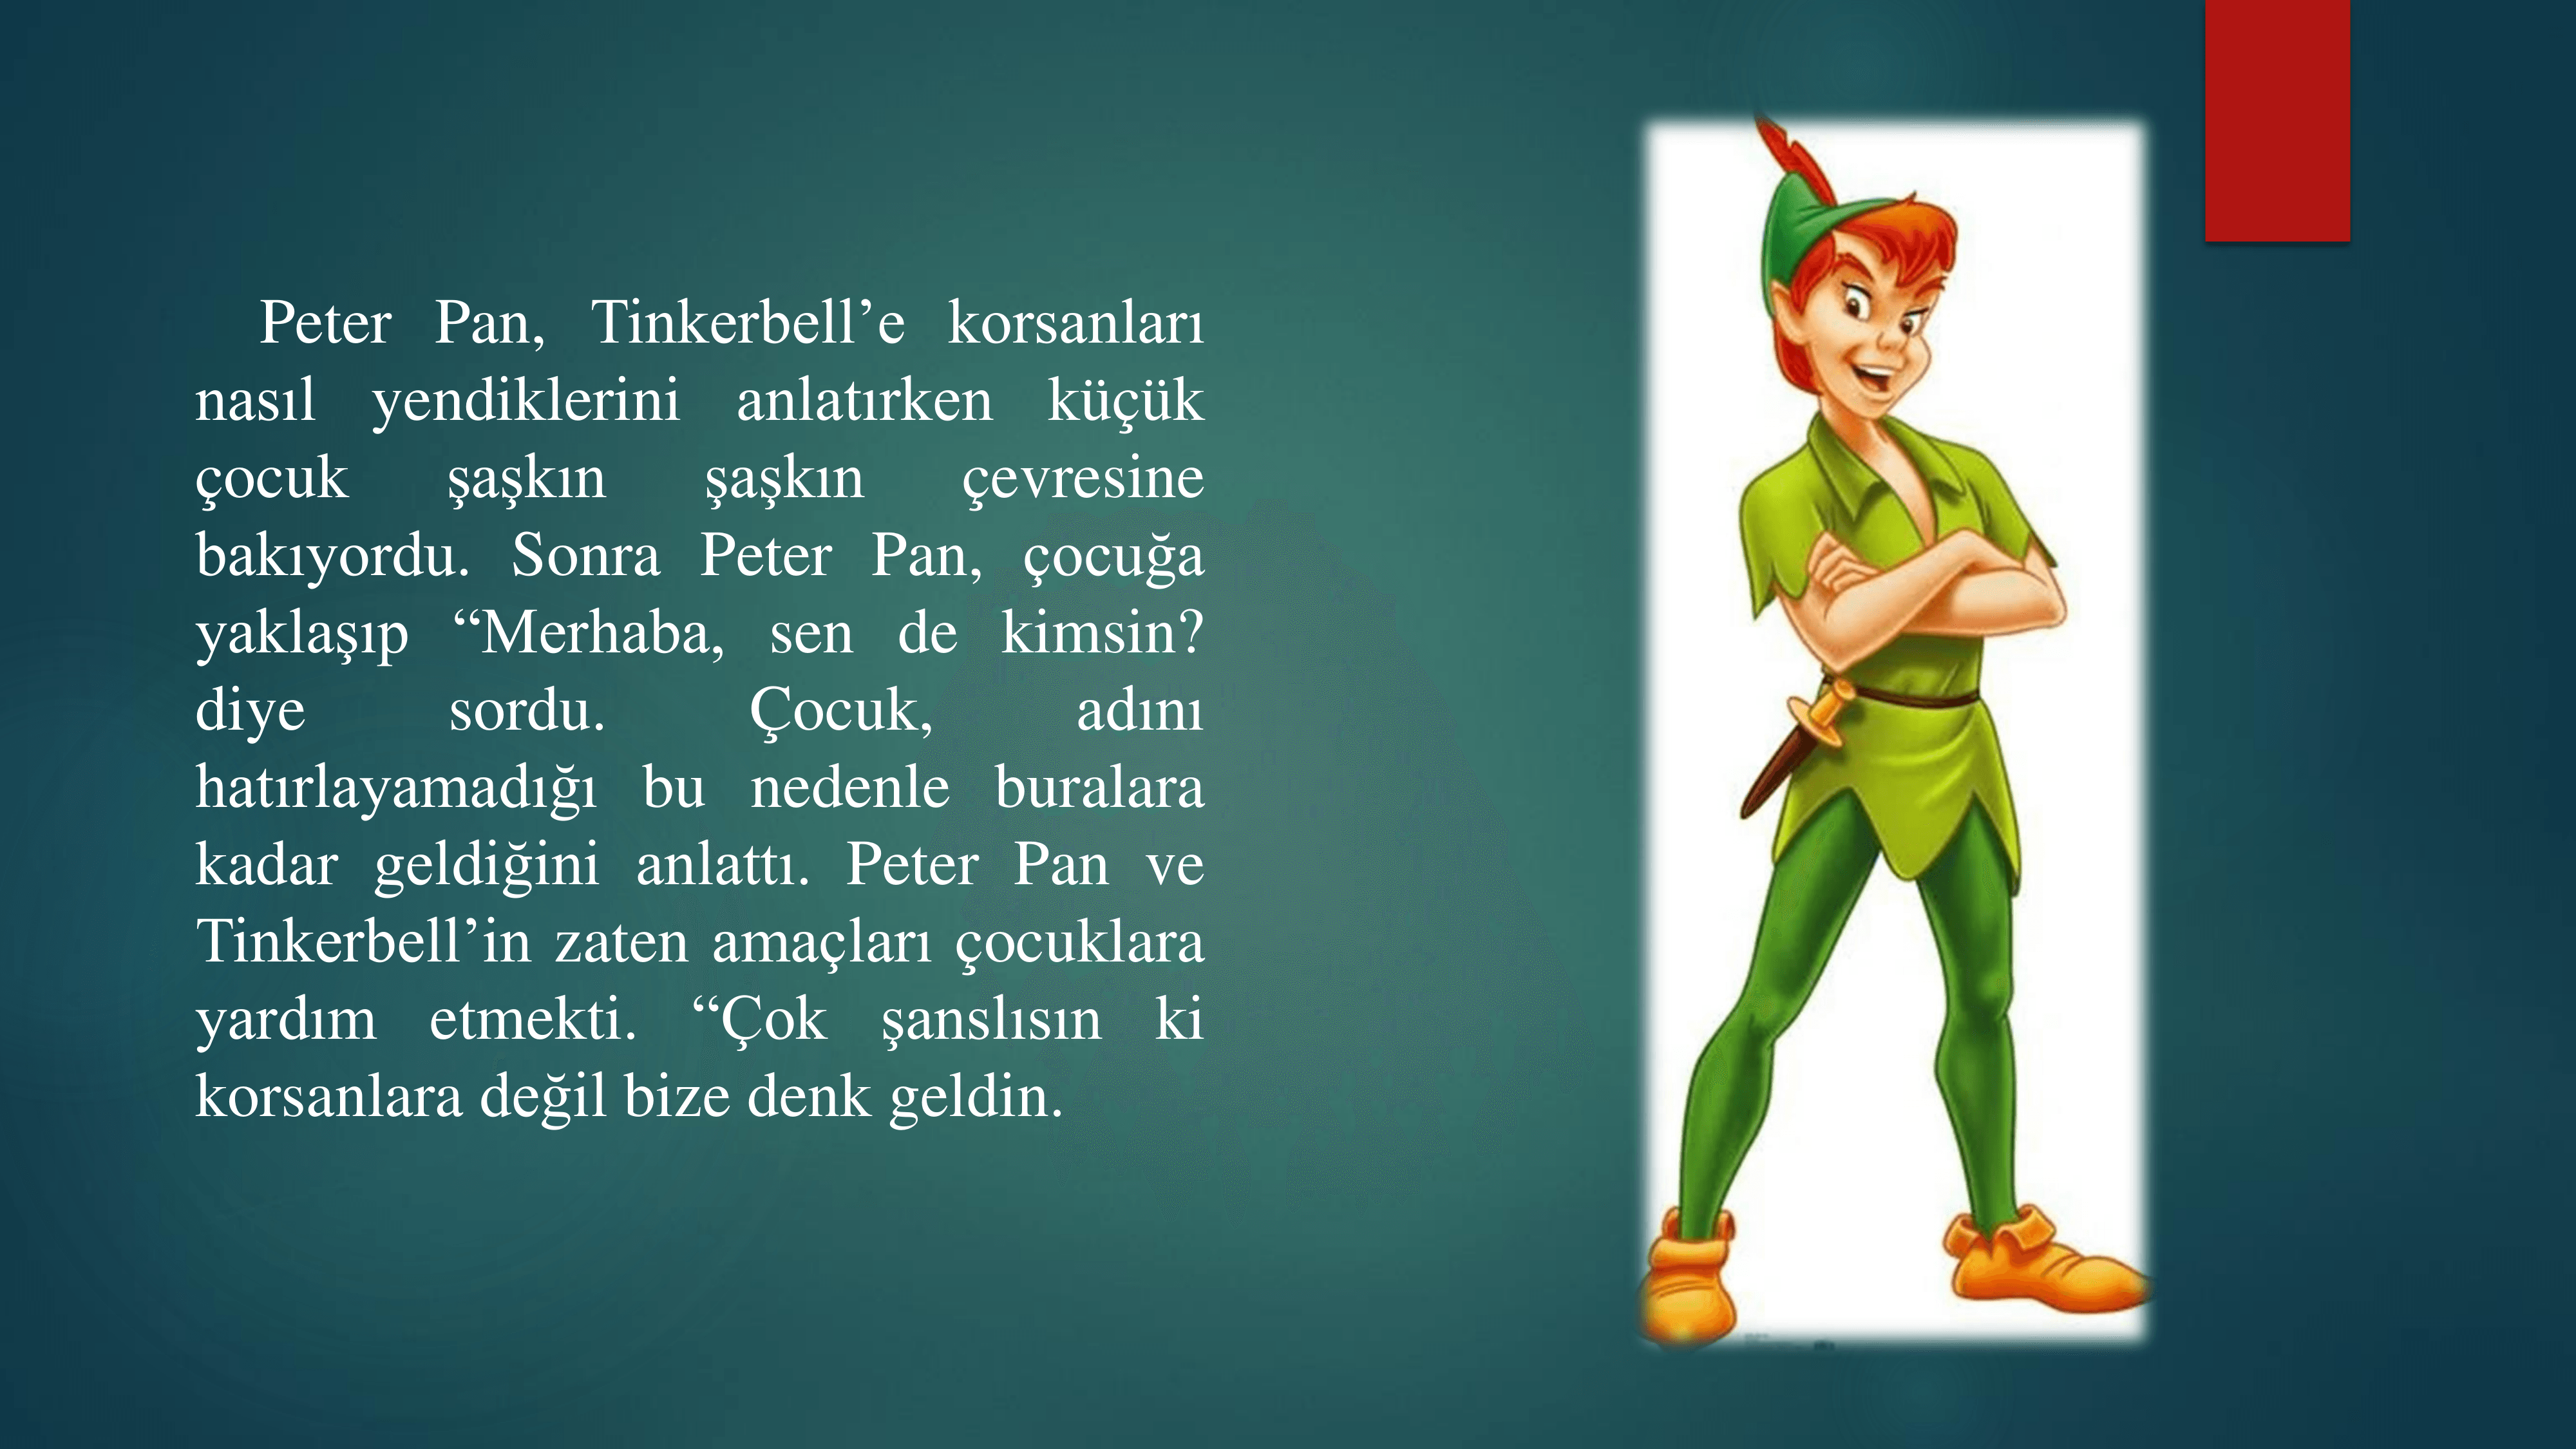 Peter Pan, Tinkerbell’e korsanları
nasıl yendiklerini anlatırken küçük
çocuk şaşkın şaşkın çevresine
bakıyordu. Sonra Peter Pan, çocuğa
yaklaşıp “Merhaba, sen de kimsin?
diye sordu. Çocuk, adını
hatırlayamadığı bu nedenle buralara
kadar geldiğini anlattı. Peter Pan ve
Tinkerbell’in zaten amaçları çocuklara
yardım etmekti. “Çok şanslısın ki
korsanlara değil bize denk geldin.